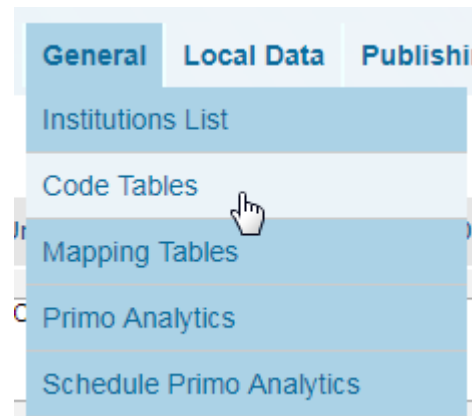 General Local Data Publishi
Institutions List
Code Tables
Mapping Tables
Primo Analytics
Schedule Primo Analytics